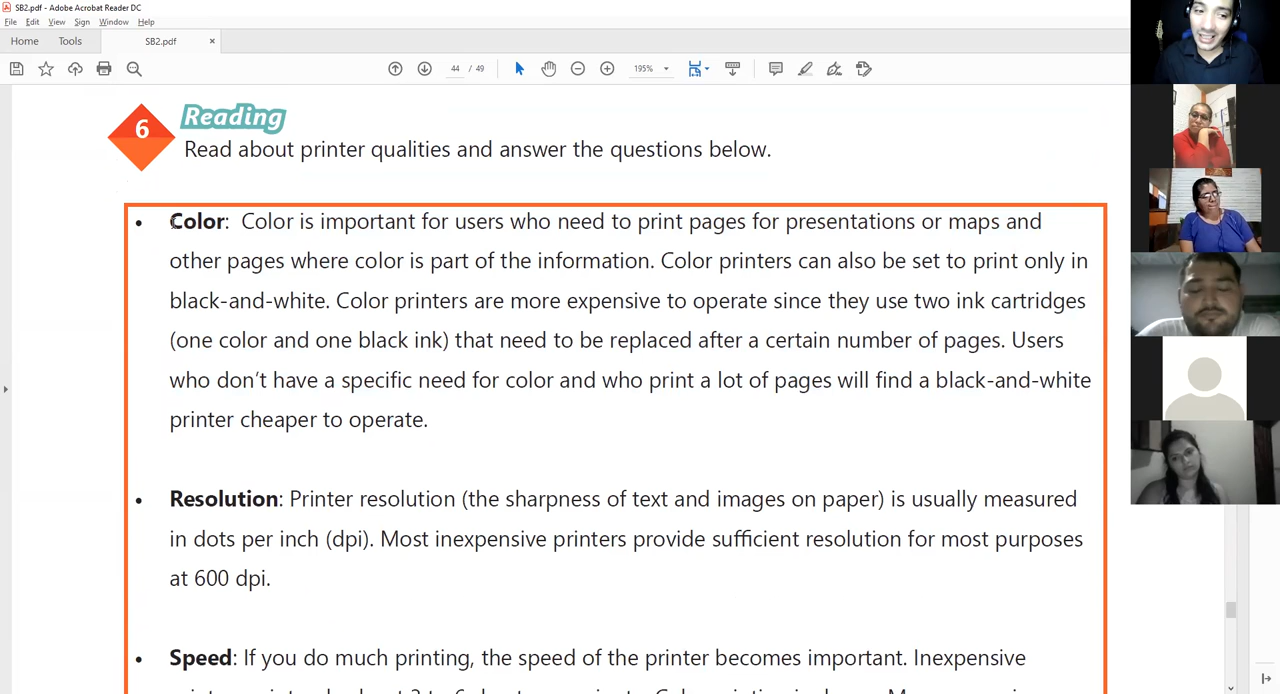 SB2.pdf - Adobe Acrobat Reader DC
File Edit View Sign Window Help
Home Tools SB2.pdf ×
44 / 49 195%
6 Reading
Read about printer qualities and answer the questions below.
• Color: Color is important for users who need to print pages for presentations or maps and
other pages where color is part of the information. Color printers can also be set to print only in
black-and-white. Color printers are more expensive to operate since they use two ink cartridges
(one color and one black ink) that need to be replaced after a certain number of pages. Users
who don’t have a specific need for color and who print a lot of pages will find a black-and-white
printer cheaper to operate.
• Resolution: Printer resolution (the sharpness of text and images on paper) is usually measured
in dots per inch (dpi). Most inexpensive printers provide sufficient resolution for most purposes
at 600 dpi.
• Speed: If you do much printing, the speed of the printer becomes important. Inexpensive